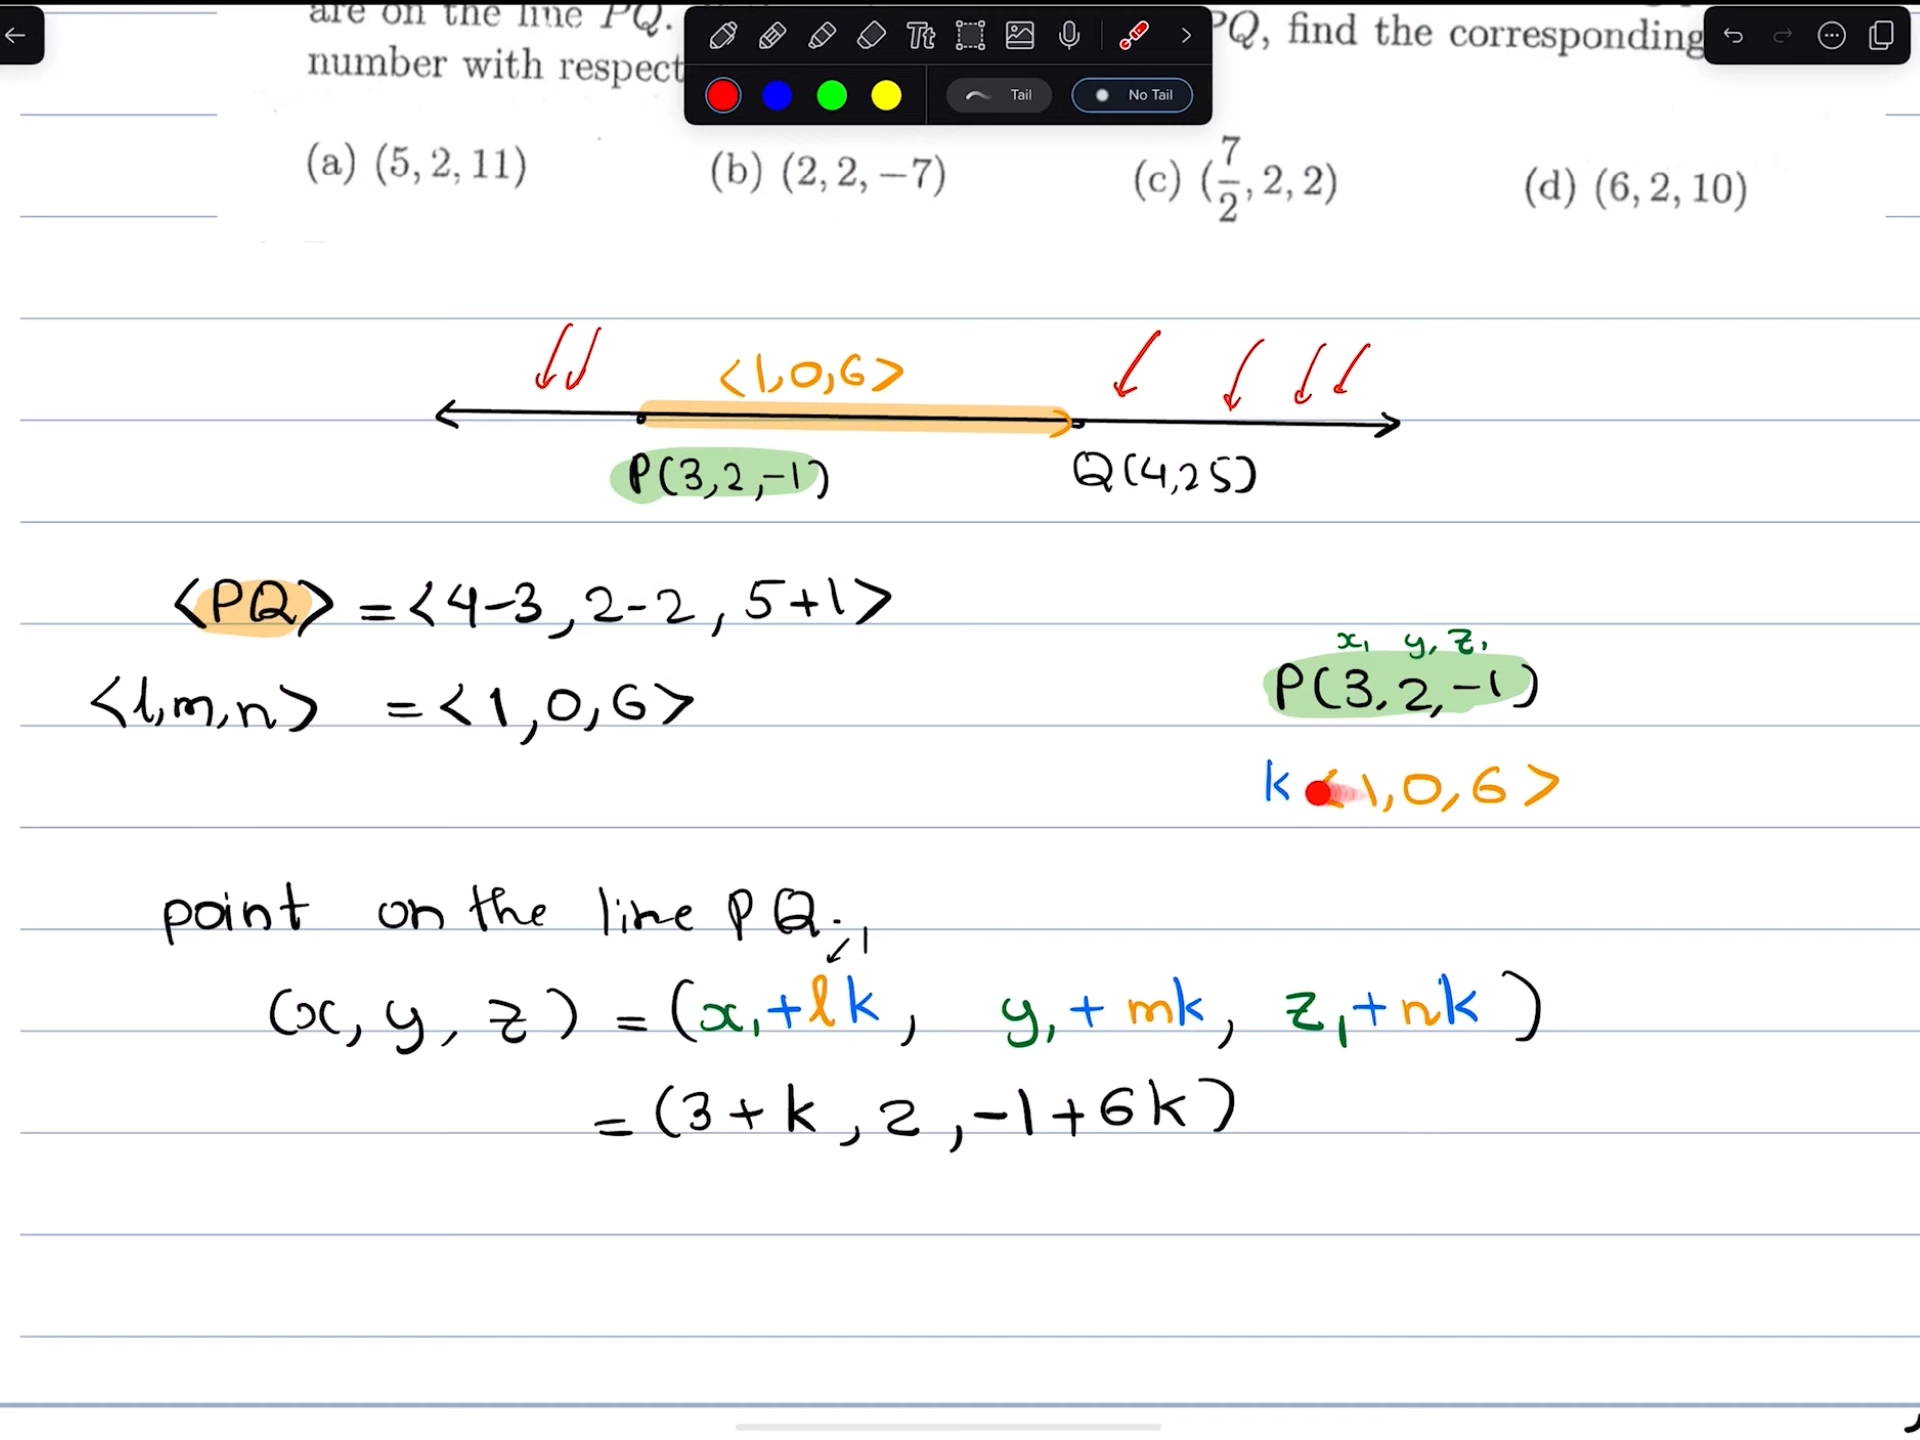 are on the line PQ. PQ, find the corresponding
number with respect
Tt
Tail No Tail
(a) (5, 2, 11) (b) (2, 2, −7) (c) (7/2, 2, 2) (d) (6, 2, 10)
<1,0,6>
P(3,2,-1) Q(4,2 5)
<PQ> = <4-3, 2-2, 5+1>
x₁ y₁ z₁
P(3,2,-1)
<l,m,n> = <1,0,6>
k <1,0,6>
point on the line PQ:-
1
(x, y, z) = (x₁+lk, y₁+mk, z₁+nk)
= (3+k, 2, -1+6k)